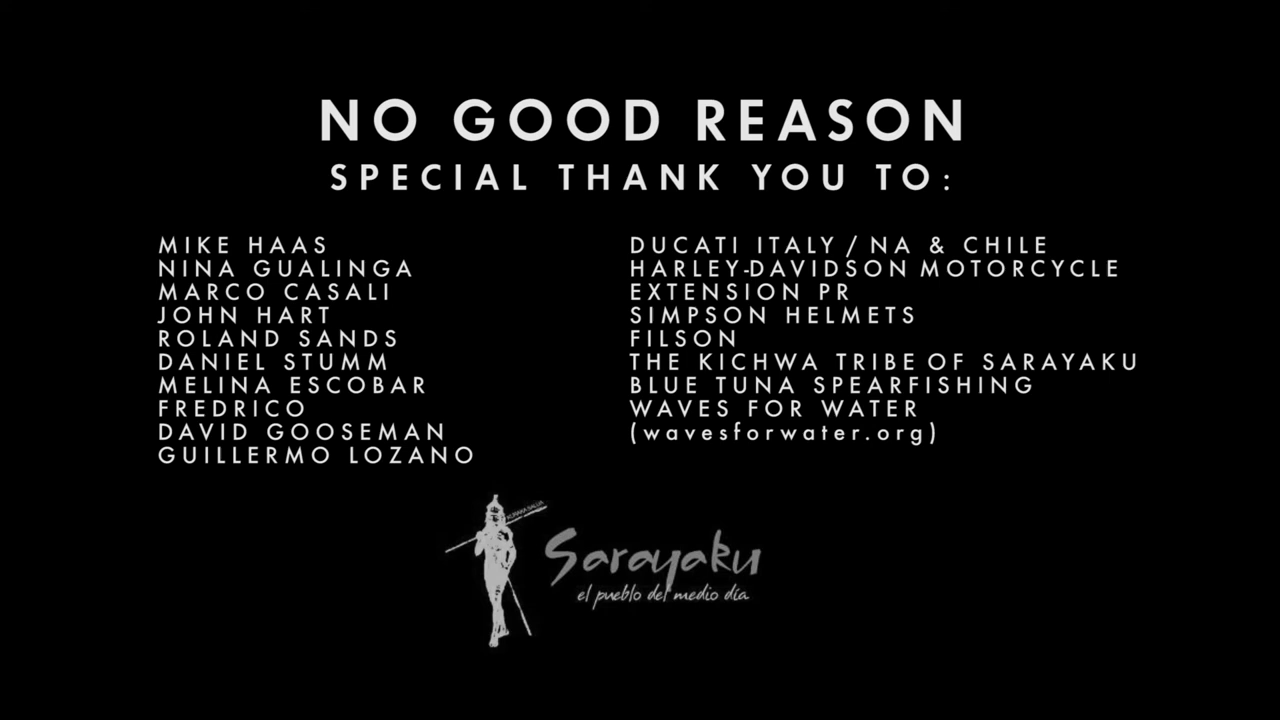 NO GOOD REASON
SPECIAL THANK YOU TO:
MIKE HAAS
NINA GUALINGA
MARCO CASALI
JOHN HART
ROLAND SANDS
DANIEL STUMM
MELINA ESCOBAR
FREDRICO
DAVID GOOSEMAN
GUILLERMO LOZANO
DUCATI ITALY / NA & CHILE
HARLEY-DAVIDSON MOTORCYCLE
EXTENSION PR
SIMPSON HELMETS
FILSON
THE KICHWA TRIBE OF SARAYAKU
BLUE TUNA SPEARFISHING
WAVES FOR WATER
(wavesforwater.org)
Sarayaku
el pueblo del medio día